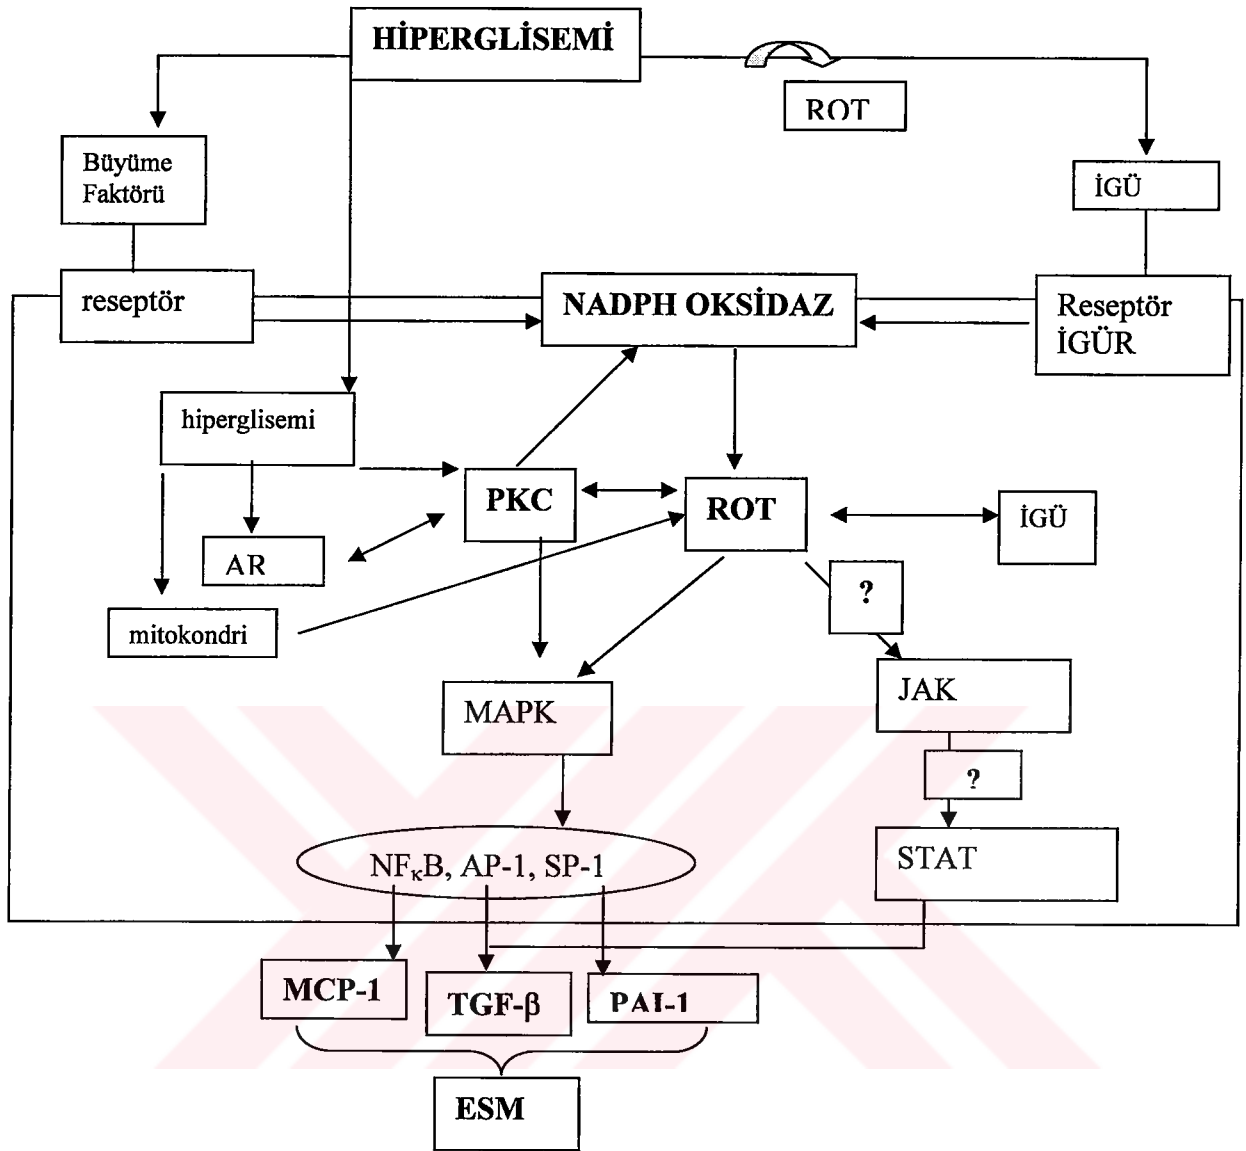 HİPERGLİSEMİ
ROT
Büyüme
Faktörü
İGÜ
reseptör
NADPH OKSİDAZ
Reseptör
İGÜR
hiperglisemi
PKC
ROT
İGÜ
AR
?
mitokondri
JAK
MAPK
?
NFκB, AP-1, SP-1
STAT
MCP-1
TGF-β
PAI-1
ESM